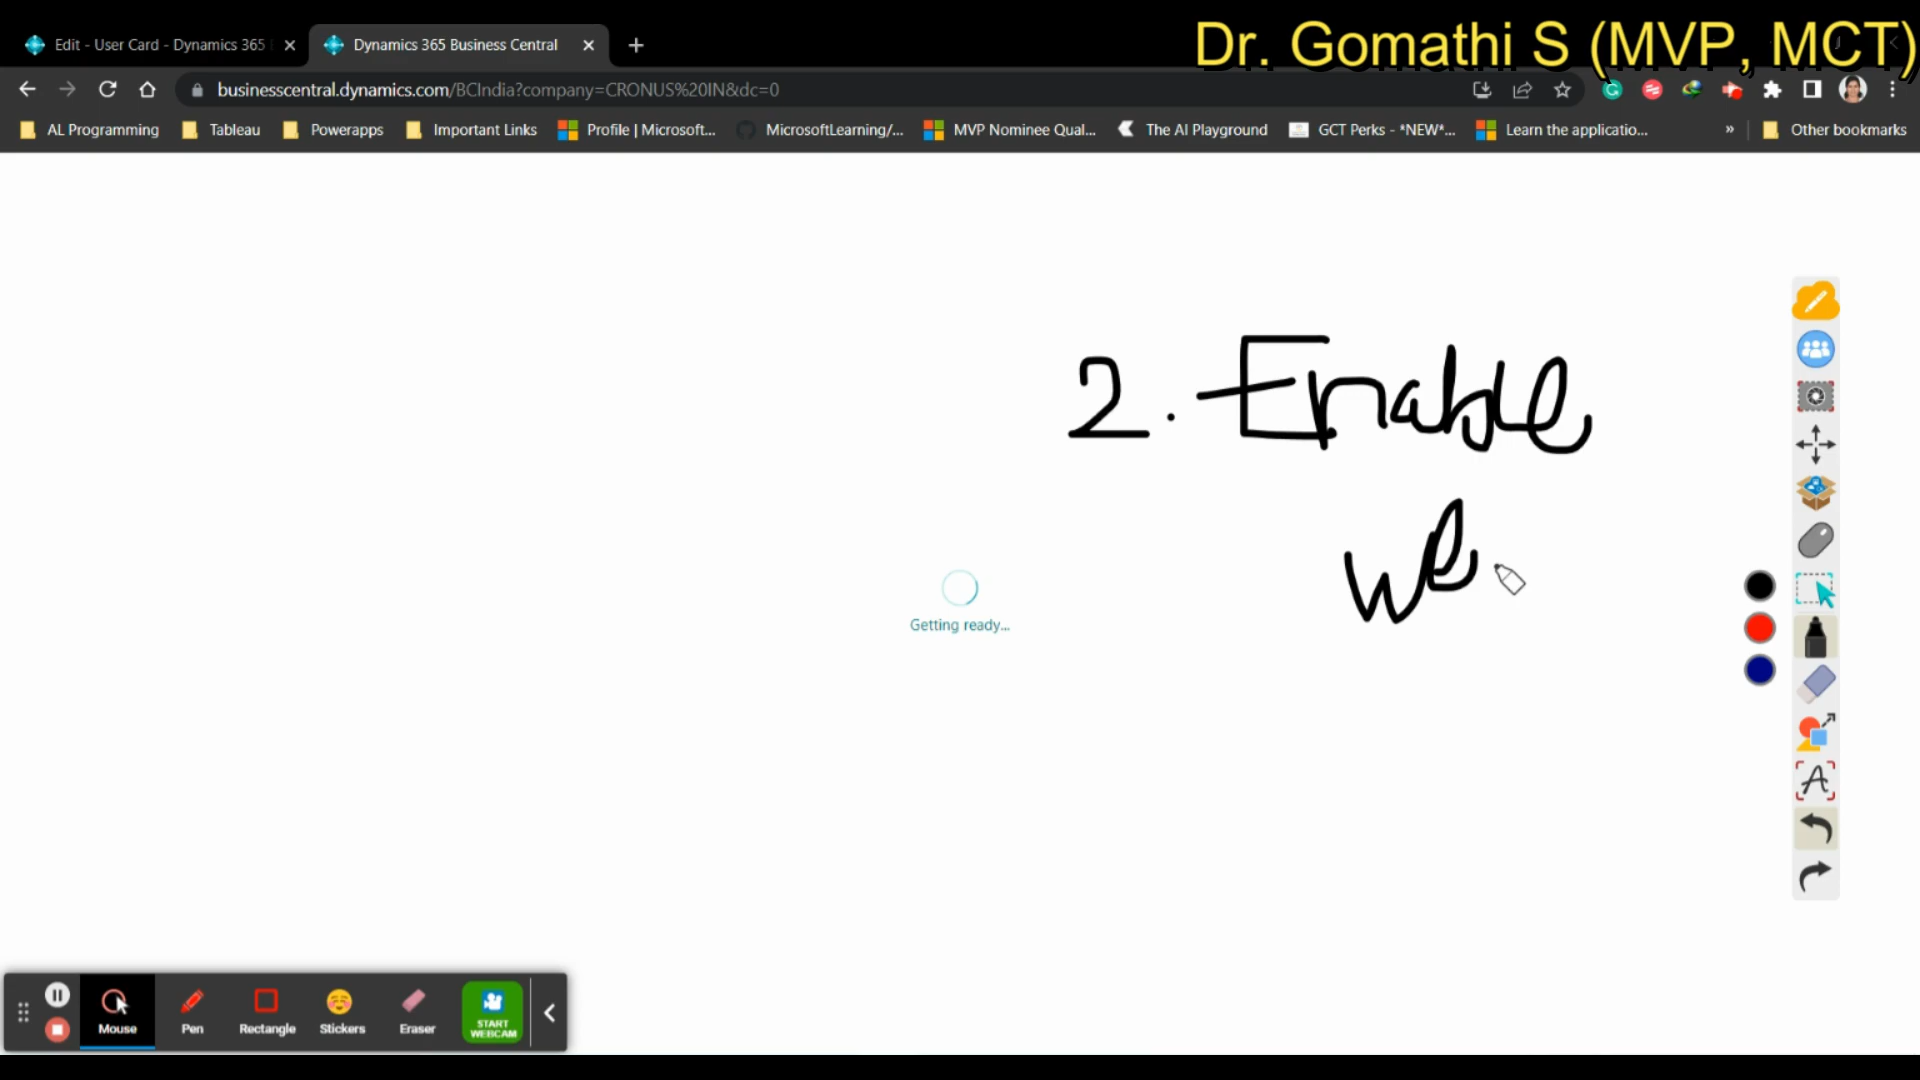 Dr. Gomathi S (MVP, MCT)
Edit - User Card - Dynamics 365
Dynamics 365 Business Central
businesscentral.dynamics.com/BCIndia?company=CRONUS%20IN&dc=0
AL Programming
Tableau
Powerapps
Important Links
Profile | Microsoft...
MicrosoftLearning/...
MVP Nominee Qual...
The AI Playground
GCT Perks - *NEW*...
Learn the applicatio...
»
Other bookmarks
2. Enable
We
Getting ready...
Mouse
Pen
Rectangle
Stickers
Eraser
START
WEBCAM